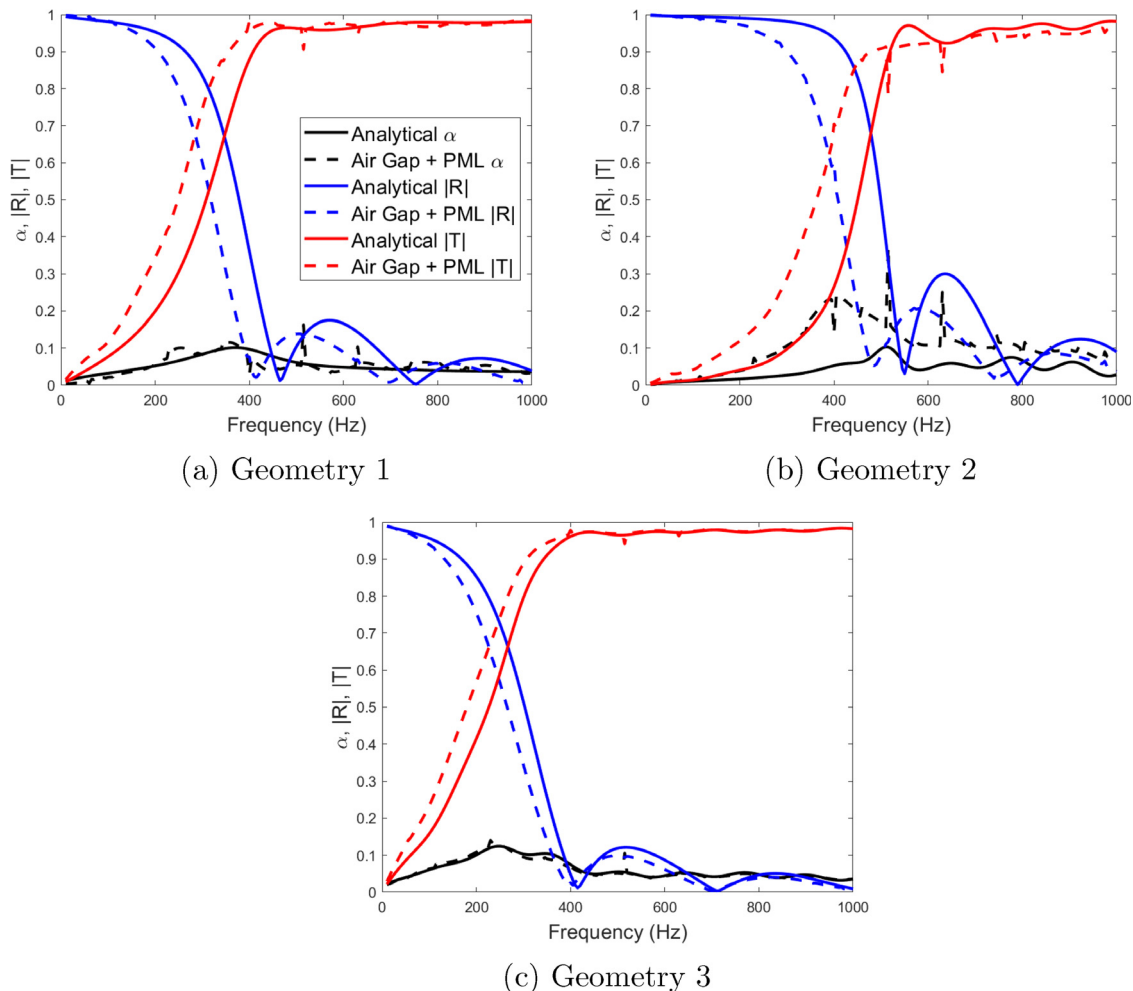 1
0.9
0.8
0.7
0.6
0.5
0.4
0.3
0.2
0.1
0
α, |R|, |T|
0 200 400 600 800 1000
Frequency (Hz)
Analytical α
Air Gap + PML α
Analytical |R|
Air Gap + PML |R|
Analytical |T|
Air Gap + PML |T|
(a) Geometry 1
1
0.9
0.8
0.7
0.6
0.5
0.4
0.3
0.2
0.1
0
α, |R|, |T|
0 200 400 600 800 1000
Frequency (Hz)
(b) Geometry 2
1
0.9
0.8
0.7
0.6
0.5
0.4
0.3
0.2
0.1
0
α, |R|, |T|
0 200 400 600 800 1000
Frequency (Hz)
(c) Geometry 3